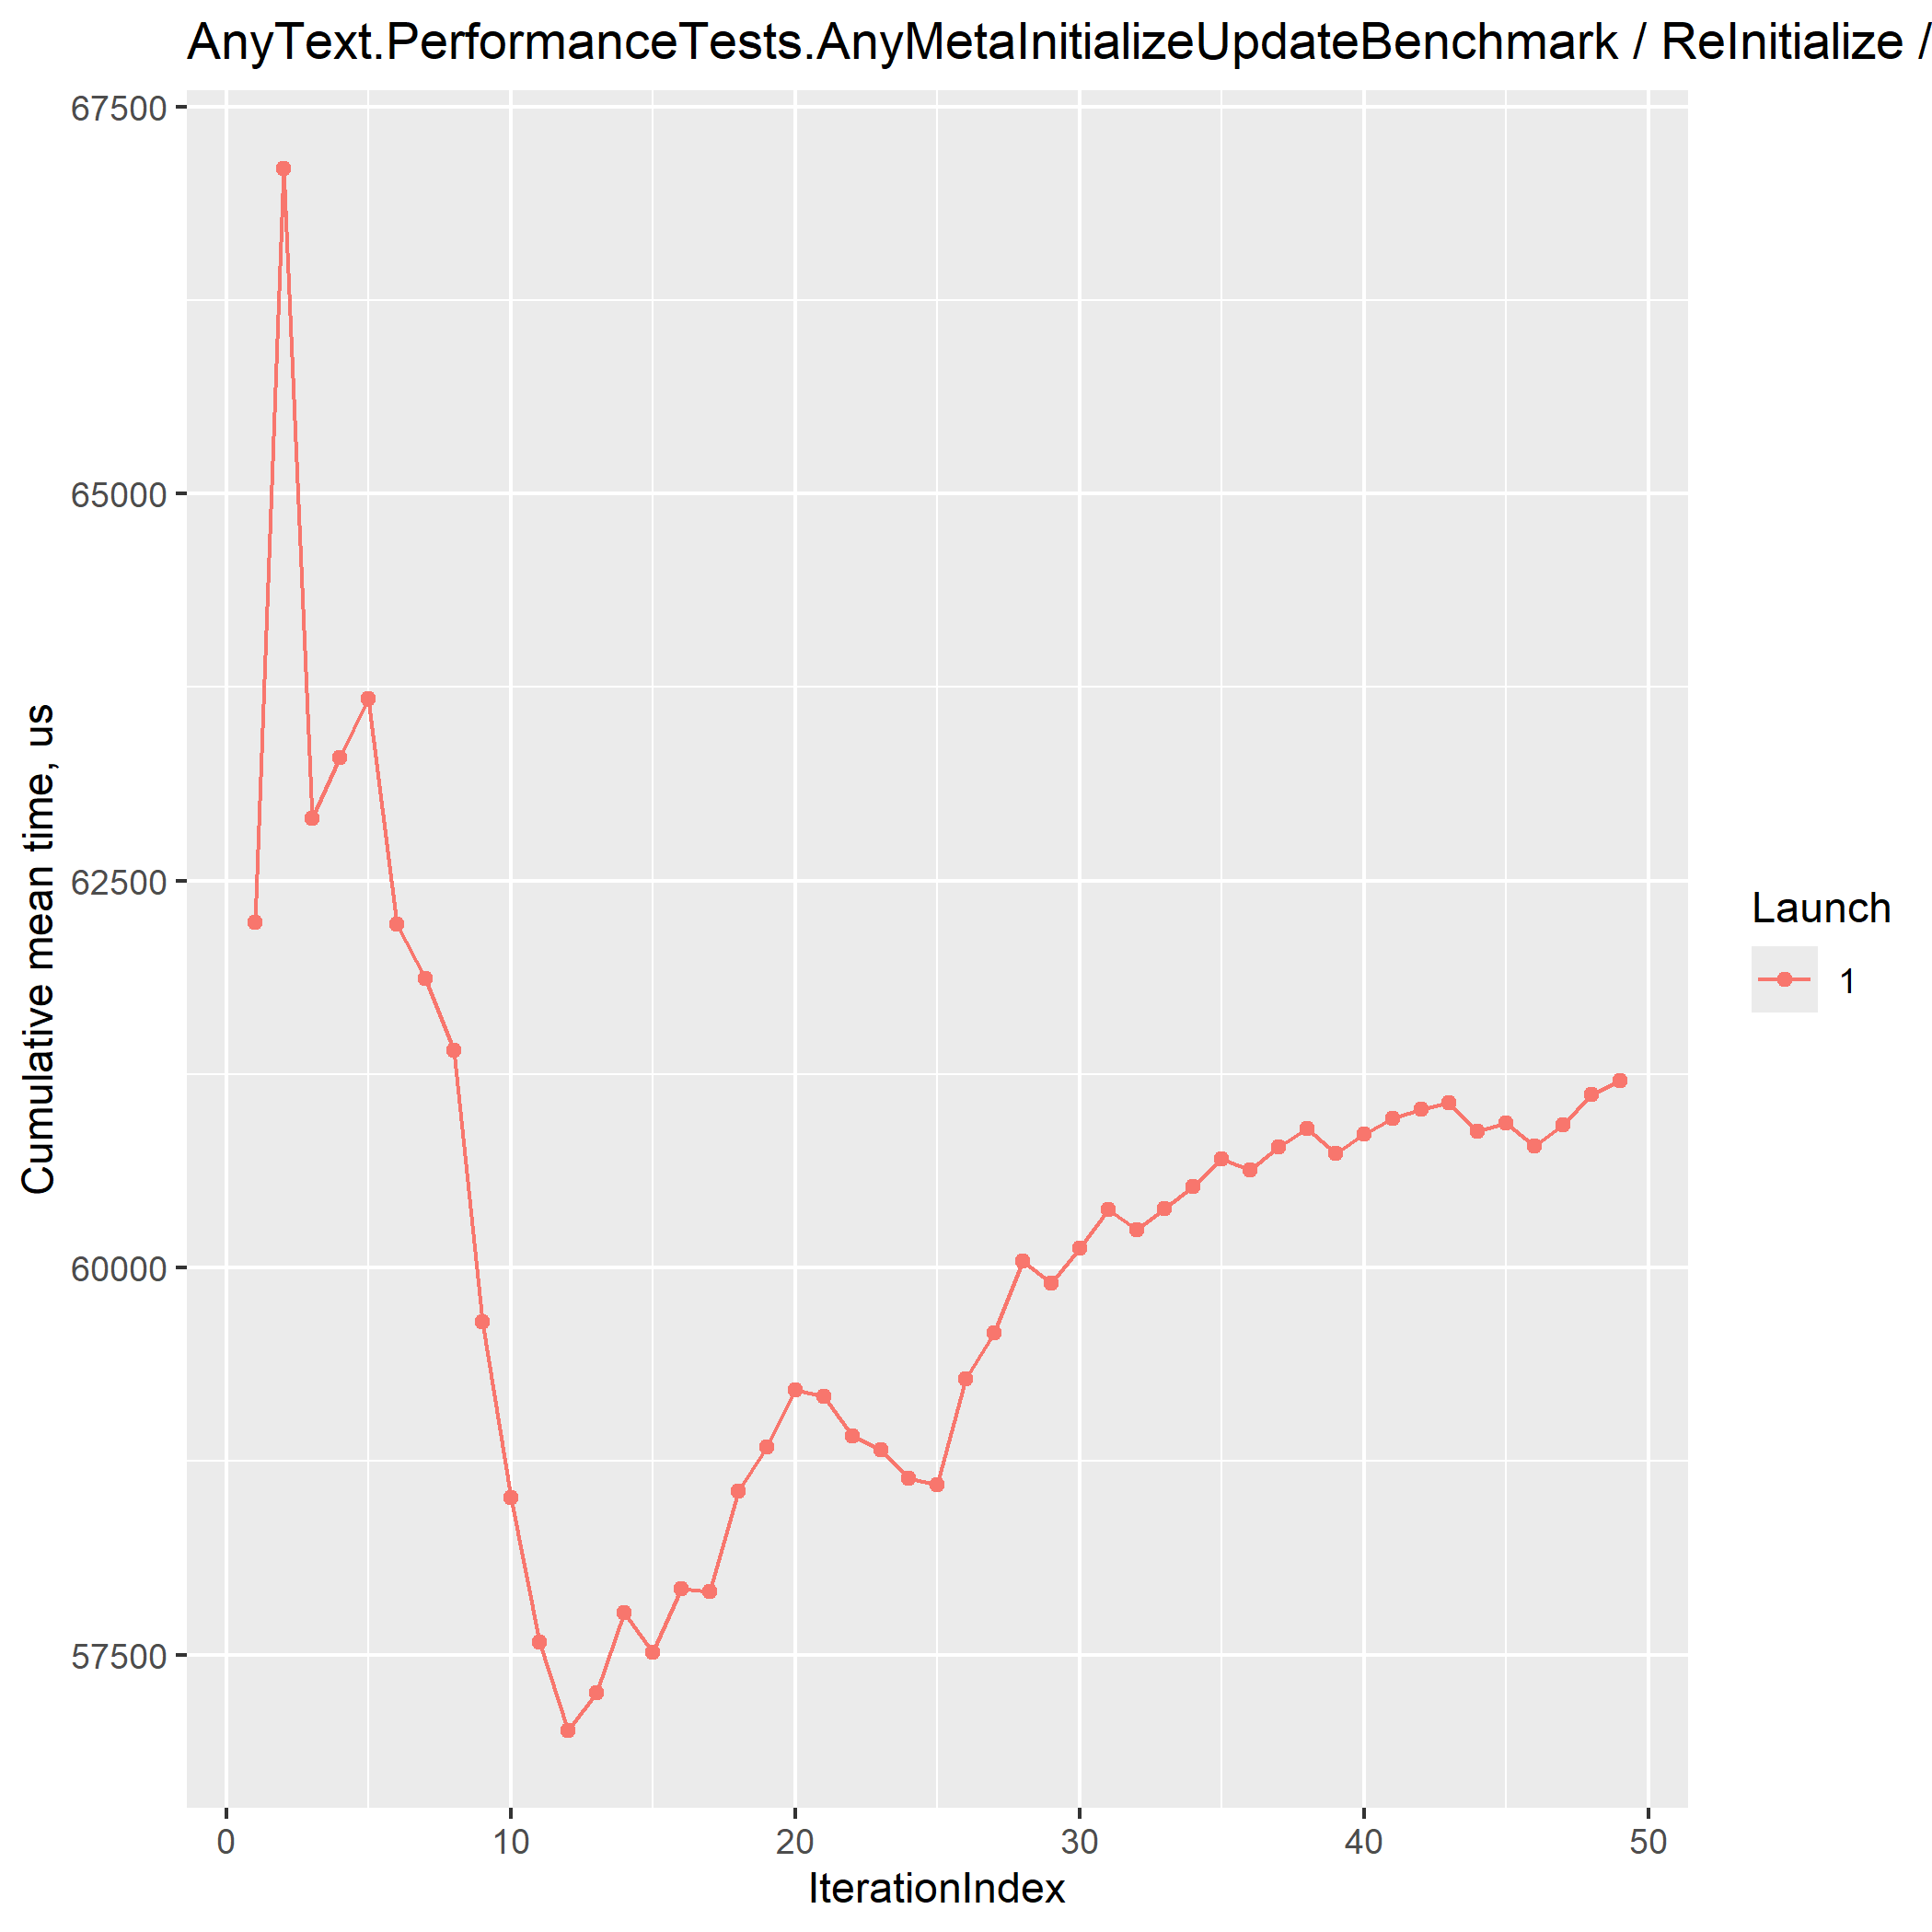 AnyText.PerformanceTests.AnyMetaInitializeUpdateBenchmark / ReInitialize /
67500
65000
62500
60000
57500
Cumulative mean time, us
0 10 20 30 40 50
IterationIndex
Launch
1